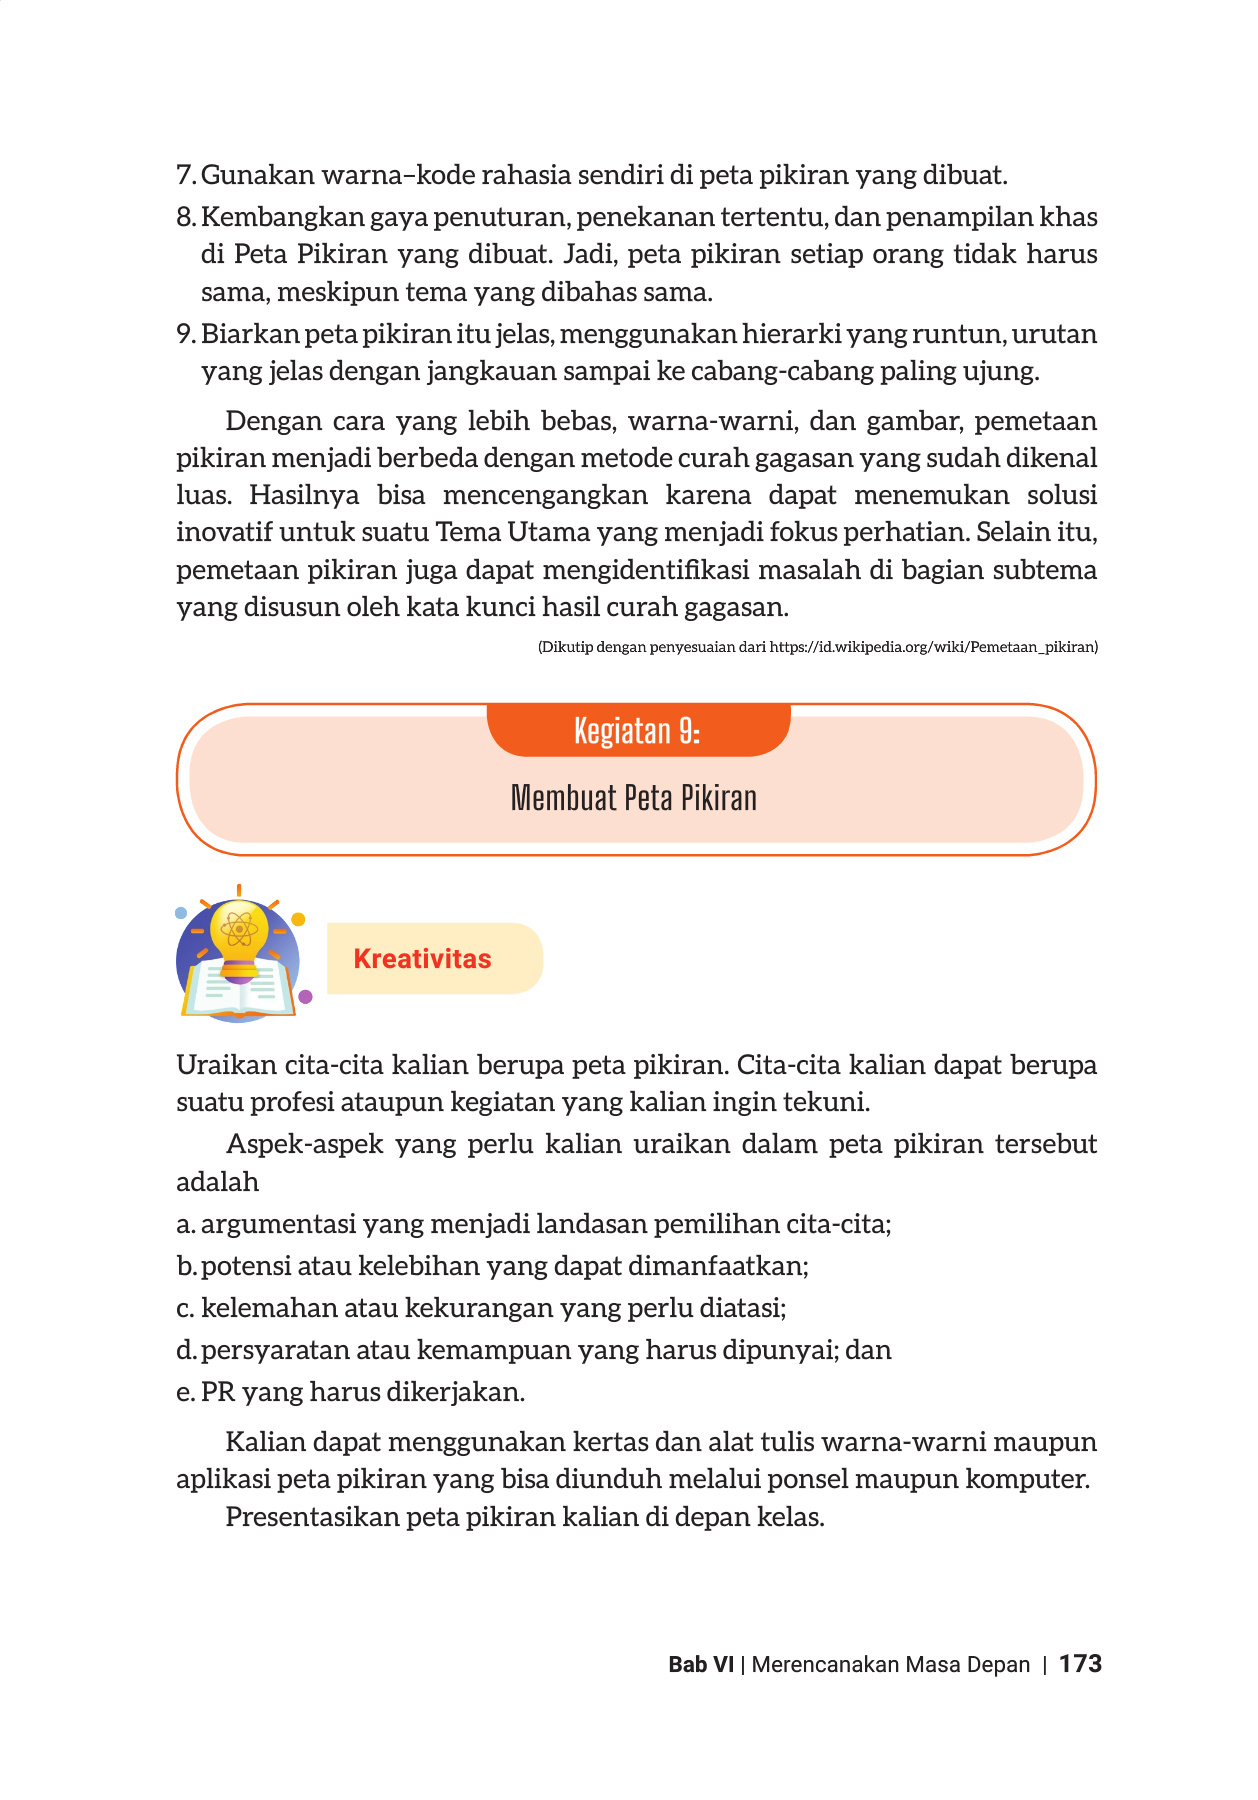 7. Gunakan warna–kode rahasia sendiri di peta pikiran yang dibuat.
8. Kembangkan gaya penuturan, penekanan tertentu, dan penampilan khas
di Peta Pikiran yang dibuat. Jadi, peta pikiran setiap orang tidak harus
sama, meskipun tema yang dibahas sama.
9. Biarkan peta pikiran itu jelas, menggunakan hierarki yang runtun, urutan
yang jelas dengan jangkauan sampai ke cabang-cabang paling ujung.
Dengan cara yang lebih bebas, warna-warni, dan gambar, pemetaan
pikiran menjadi berbeda dengan metode curah gagasan yang sudah dikenal
luas. Hasilnya bisa mencengangkan karena dapat menemukan solusi
inovatif untuk suatu Tema Utama yang menjadi fokus perhatian. Selain itu,
pemetaan pikiran juga dapat mengidentifikasi masalah di bagian subtema
yang disusun oleh kata kunci hasil curah gagasan.
(Dikutip dengan penyesuaian dari https://id.wikipedia.org/wiki/Pemetaan_pikiran)
Kegiatan 9:
Membuat Peta Pikiran
Kreativitas
Uraikan cita-cita kalian berupa peta pikiran. Cita-cita kalian dapat berupa
suatu profesi ataupun kegiatan yang kalian ingin tekuni.
Aspek-aspek yang perlu kalian uraikan dalam peta pikiran tersebut
adalah
a. argumentasi yang menjadi landasan pemilihan cita-cita;
b. potensi atau kelebihan yang dapat dimanfaatkan;
c. kelemahan atau kekurangan yang perlu diatasi;
d. persyaratan atau kemampuan yang harus dipunyai; dan
e. PR yang harus dikerjakan.
Kalian dapat menggunakan kertas dan alat tulis warna-warni maupun
aplikasi peta pikiran yang bisa diunduh melalui ponsel maupun komputer.
Presentasikan peta pikiran kalian di depan kelas.
Bab VI | Merencanakan Masa Depan | 173